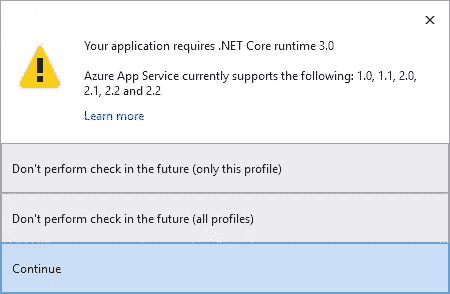 Your application requires .NET Core runtime 3.0
Azure App Service currently supports the following: 1.0, 1.1, 2.0,
2.1, 2.2 and 2.2
Learn more
Don't perform check in the future (only this profile)
Don't perform check in the future (all profiles)
Continue